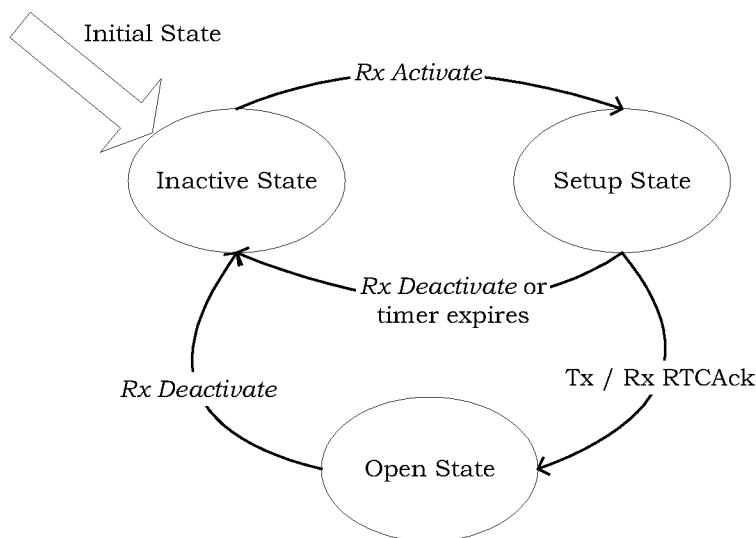 Initial State
Rx Activate
Inactive State
Setup State
Rx Deactivate or
timer expires
Rx Deactivate
Tx / Rx RTCAck
Open State